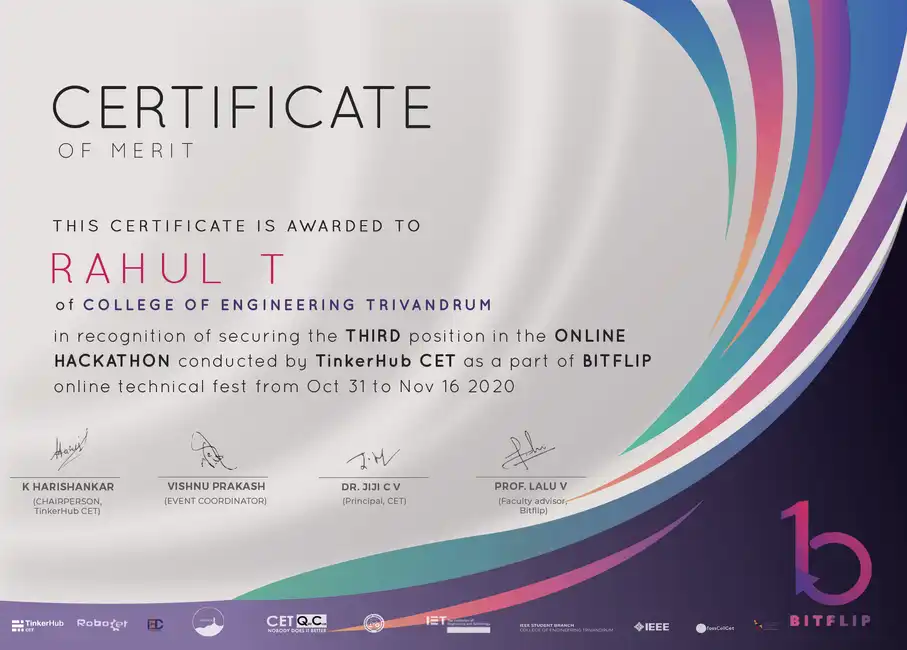 CERTIFICATE
OF MERIT
THIS CERTIFICATE IS AWARDED TO
RAHUL T
of COLLEGE OF ENGINEERING TRIVANDRUM
in recognition of securing the THIRD position in the ONLINE
HACKATHON conducted by TinkerHub CET as a part of BITFLIP
online technical fest from Oct 31 to Nov 16 2020
K HARISHANKAR
(CHAIRPERSON,
TinkerHub CET)
VISHNU PRAKASH
(EVENT COORDINATOR)
DR. JIJI C V
(Principal, CET)
PROF. LALU V
(Faculty advisor,
Bitflip)
b
BITFLIP
TinkerHub
CET
CET Q&C
NOBODY DOES IT BETTER
IET
IEEE STUDENT BRANCH
COLLEGE OF ENGINEERING TRIVANDRUM
IEEE